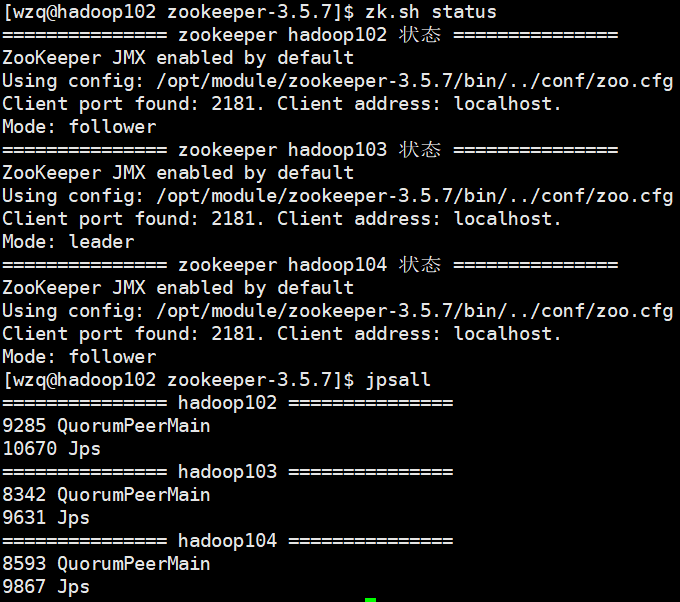 [wzq@hadoop102 zookeeper-3.5.7]$ zk.sh status
=============== zookeeper hadoop102 状态 ===============
ZooKeeper JMX enabled by default
Using config: /opt/module/zookeeper-3.5.7/bin/../conf/zoo.cfg
Client port found: 2181. Client address: localhost.
Mode: follower
=============== zookeeper hadoop103 状态 ===============
ZooKeeper JMX enabled by default
Using config: /opt/module/zookeeper-3.5.7/bin/../conf/zoo.cfg
Client port found: 2181. Client address: localhost.
Mode: leader
=============== zookeeper hadoop104 状态 ===============
ZooKeeper JMX enabled by default
Using config: /opt/module/zookeeper-3.5.7/bin/../conf/zoo.cfg
Client port found: 2181. Client address: localhost.
Mode: follower
[wzq@hadoop102 zookeeper-3.5.7]$ jpsall
=============== hadoop102 ===============
9285 QuorumPeerMain
10670 Jps
=============== hadoop103 ===============
8342 QuorumPeerMain
9631 Jps
=============== hadoop104 ===============
8593 QuorumPeerMain
9867 Jps